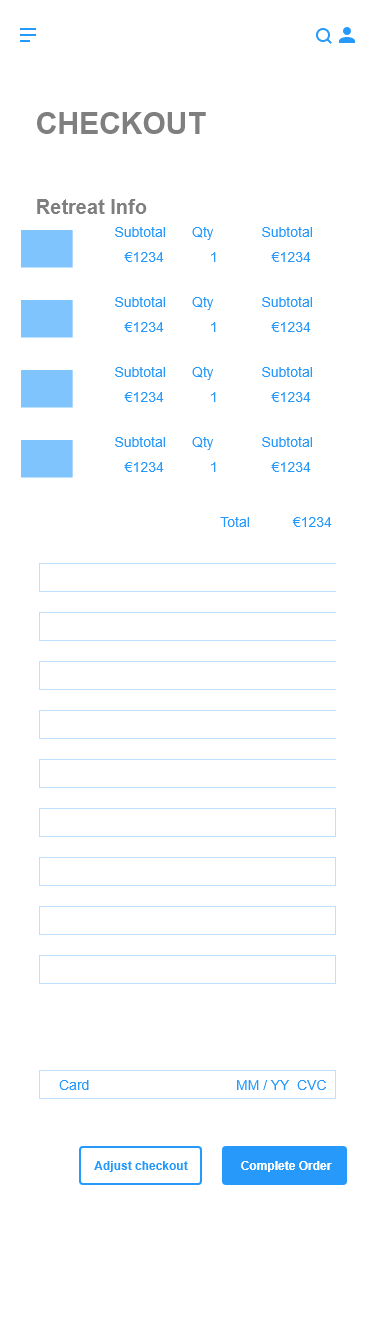 CHECKOUT
Retreat Info
Subtotal Qty Subtotal
€1234 1 €1234
Subtotal Qty Subtotal
€1234 1 €1234
Subtotal Qty Subtotal
€1234 1 €1234
Subtotal Qty Subtotal
€1234 1 €1234
Total €1234
Card MM / YY CVC
Adjust checkout Complete Order